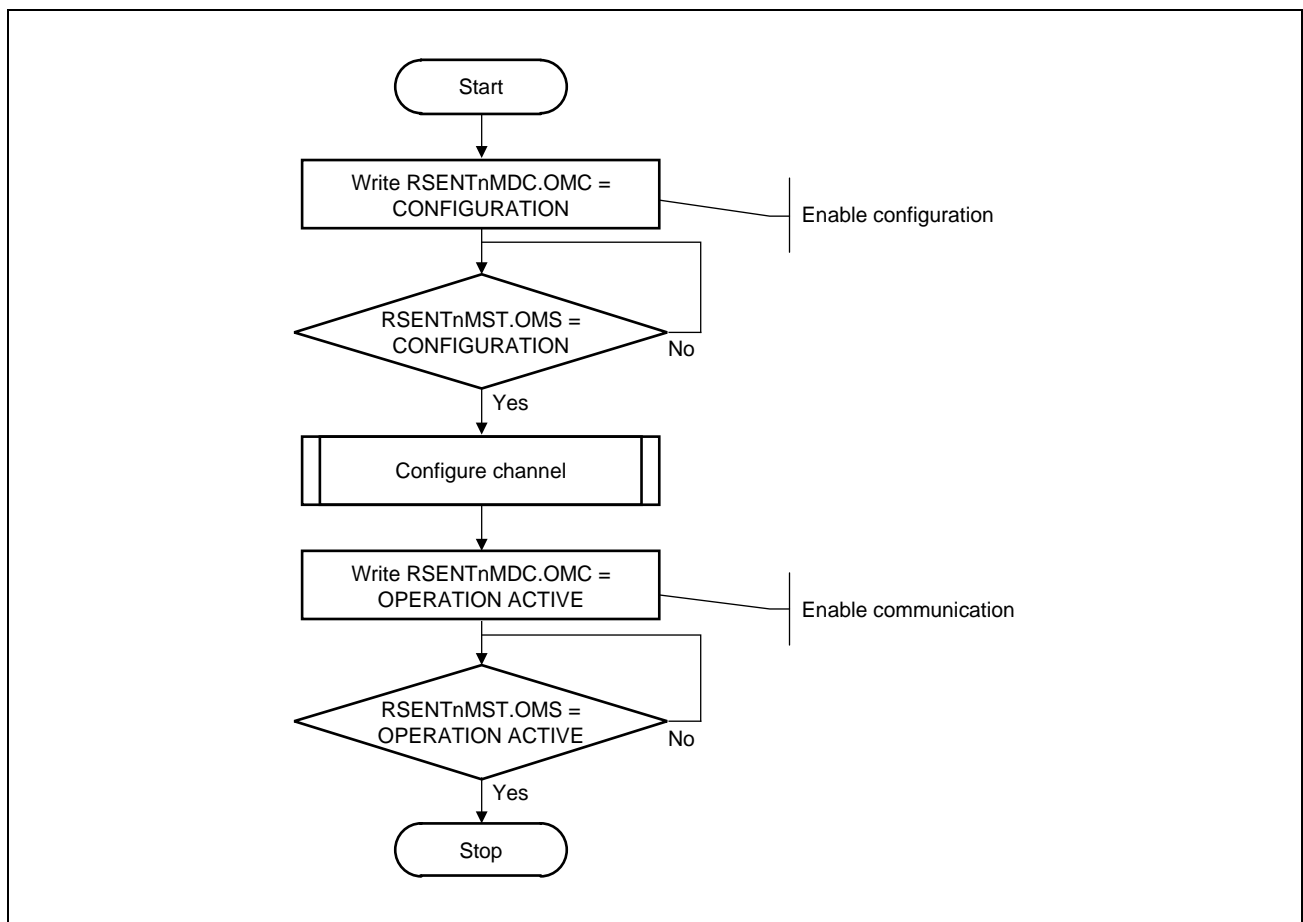 Start
Write RSENTnMDC.OMC =
CONFIGURATION
Enable configuration
RSENTnMST.OMS =
CONFIGURATION
No
Yes
Configure channel
Write RSENTnMDC.OMC =
OPERATION ACTIVE
Enable communication
RSENTnMST.OMS =
OPERATION ACTIVE
No
Yes
Stop